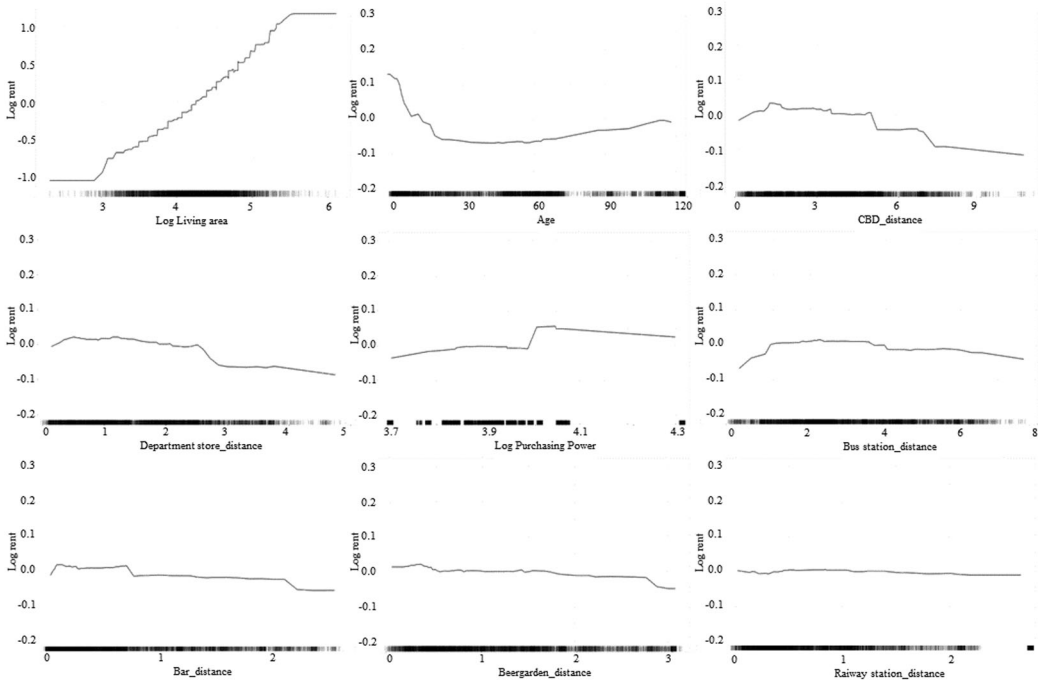 1.0
0.5
0.0
-0.5
-1.0
Log rent
3 4 5 6
Log Living area
0.3
0.2
0.1
0.0
-0.1
-0.2
Log rent
0 30 60 90 120
Age
0.3
0.2
0.1
0.0
-0.1
-0.2
Log rent
0 3 6 9
CBD_distance
0.3
0.2
0.1
0.0
-0.1
-0.2
Log rent
0 1 2 3 4 5
Department store_distance
0.3
0.2
0.1
0.0
-0.1
-0.2
Log rent
3.7 3.9 4.1 4.3
Log Purchasing Power
0.3
0.2
0.1
0.0
-0.1
-0.2
Log rent
0 2 4 6 8
Bus station_distance
0.3
0.2
0.1
0.0
-0.1
-0.2
Log rent
0 1 2
Bar_distance
0.3
0.2
0.1
0.0
-0.1
-0.2
Log rent
0 1 2 3
Beergarden_distance
0.3
0.2
0.1
0.0
-0.1
-0.2
Log rent
0 1 2
Raiway station_distance